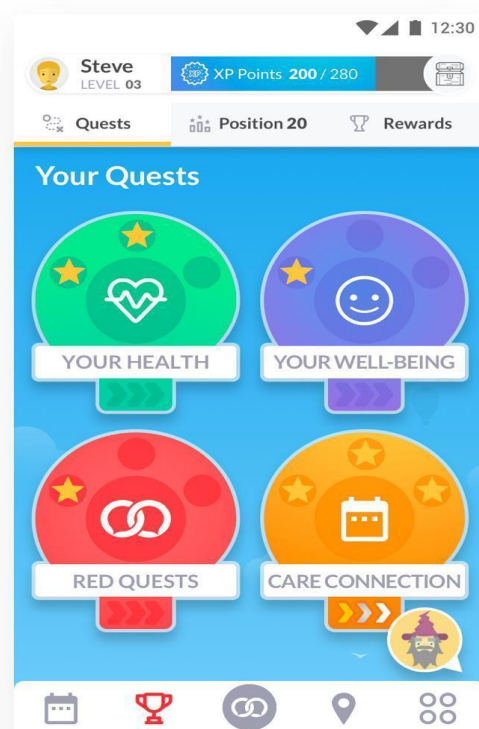 12:30
Steve
LEVEL 03
XP XP Points 200 / 280
Quests
Position 20
Rewards
Your Quests
YOUR HEALTH
YOUR WELL-BEING
RED QUESTS
CARE CONNECTION